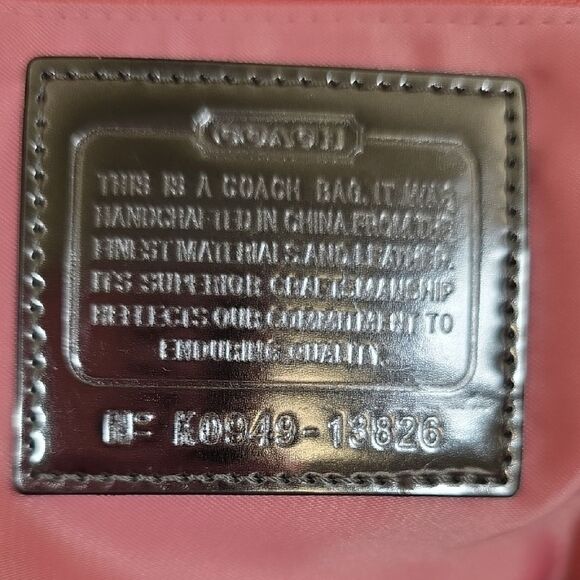 COACH
THIS IS A COACH BAG. IT WAS
HANDCRAFTED IN CHINA FROM THE
FINEST MATERIALS AND LEATHER.
ITS SUPERIOR CRAFTSMANSHIP
REFLECTS OUR COMMITMENT TO
ENDURING QUALITY.
Nº K0949-13826